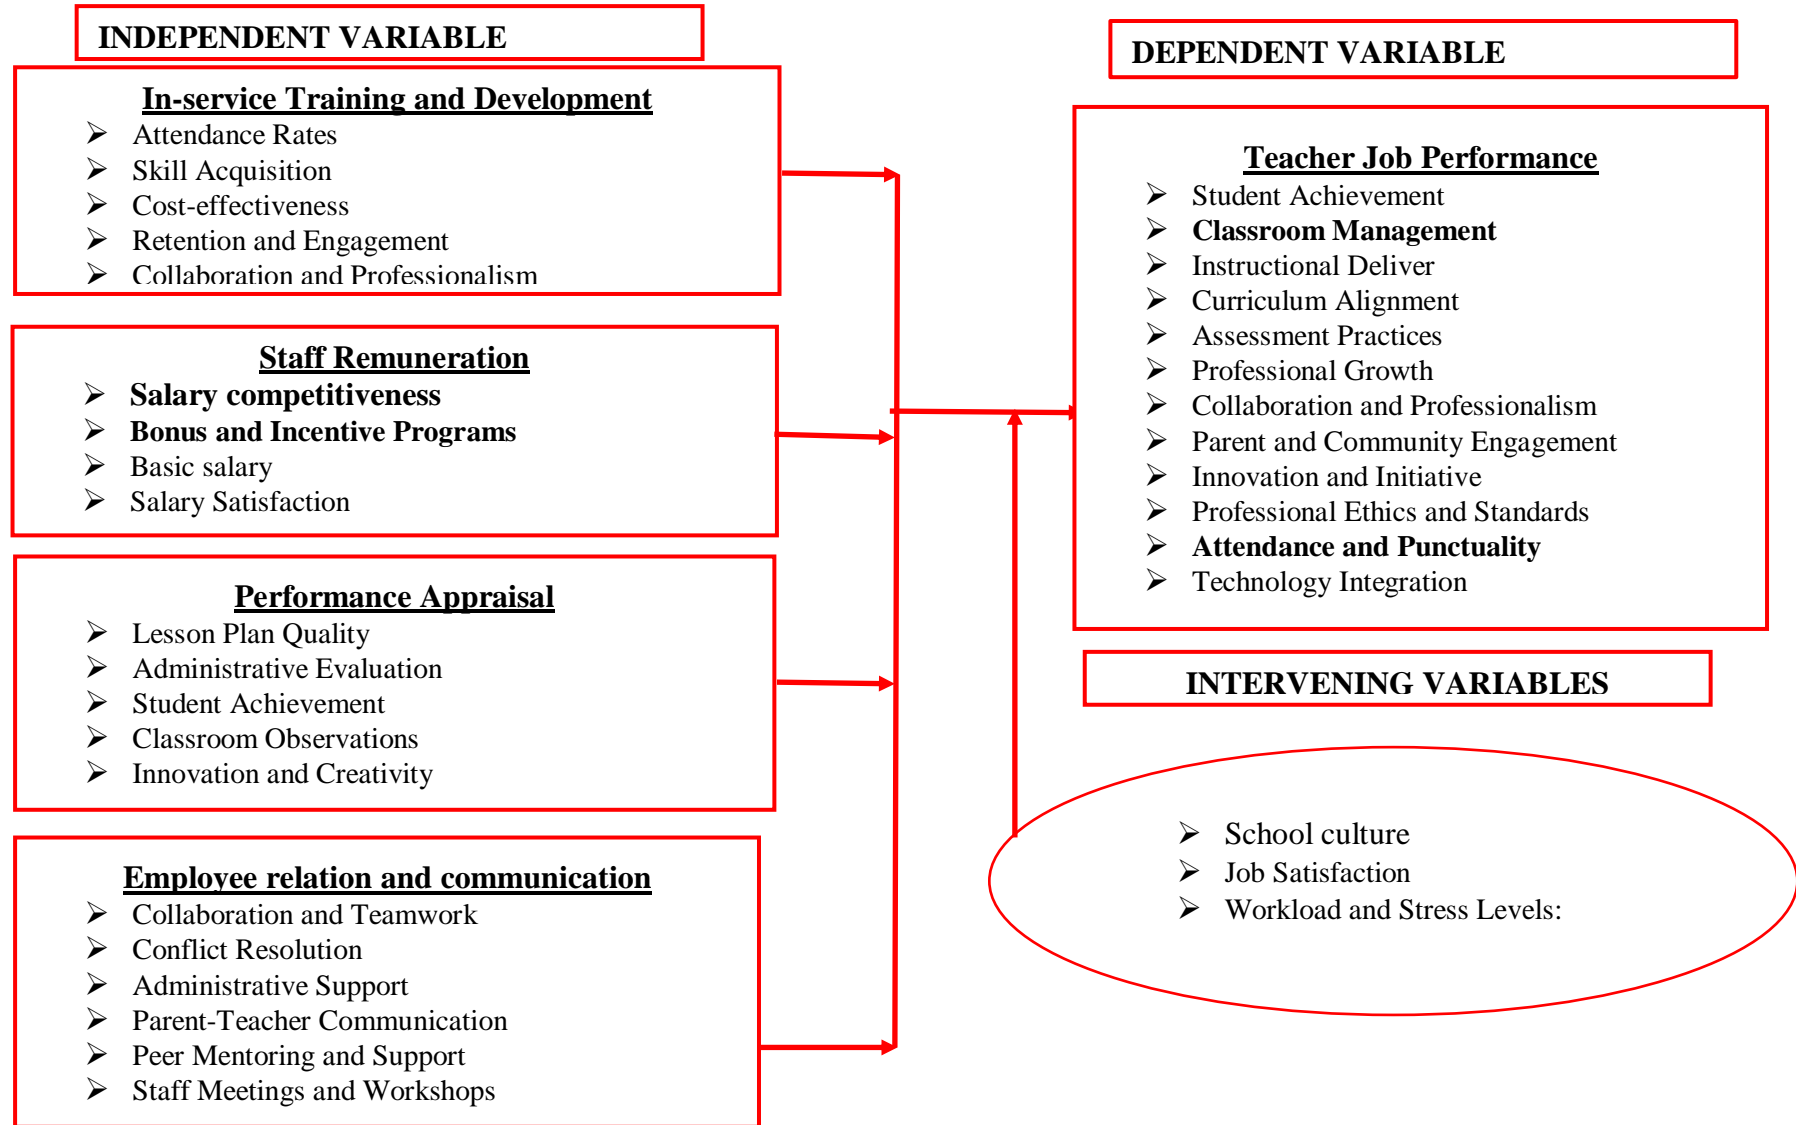 INDEPENDENT VARIABLE
In-service Training and Development
➢ Attendance Rates
➢ Skill Acquisition
➢ Cost-effectiveness
➢ Retention and Engagement
➢ Collaboration and Professionalism
Staff Remuneration
➢ Salary competitiveness
➢ Bonus and Incentive Programs
➢ Basic salary
➢ Salary Satisfaction
Performance Appraisal
➢ Lesson Plan Quality
➢ Administrative Evaluation
➢ Student Achievement
➢ Classroom Observations
➢ Innovation and Creativity
Employee relation and communication
➢ Collaboration and Teamwork
➢ Conflict Resolution
➢ Administrative Support
➢ Parent-Teacher Communication
➢ Peer Mentoring and Support
➢ Staff Meetings and Workshops
DEPENDENT VARIABLE
Teacher Job Performance
➢ Student Achievement
➢ Classroom Management
➢ Instructional Deliver
➢ Curriculum Alignment
➢ Assessment Practices
➢ Professional Growth
➢ Collaboration and Professionalism
➢ Parent and Community Engagement
➢ Innovation and Initiative
➢ Professional Ethics and Standards
➢ Attendance and Punctuality
➢ Technology Integration
INTERVENING VARIABLES
➢ School culture
➢ Job Satisfaction
➢ Workload and Stress Levels: